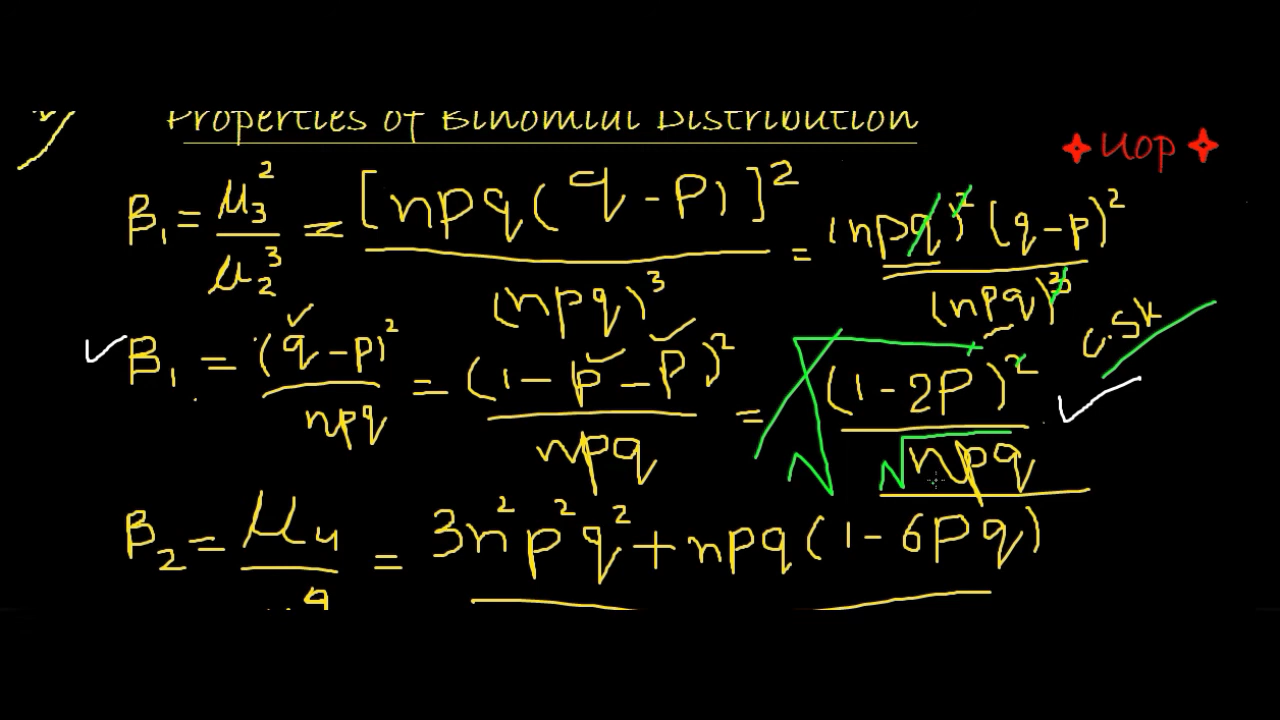 Properties of Binomial Distribution
UOP
β₁ = μ₃² / μ₂³ = [npq(q-p)]² / (npq)³ = (npq)² (q-p)² / (npq)³
β₁ = (q-p)² / npq = (1-p-p)² / npq = (1-2p)² / √npq
c.sk
β₂ = μ₄ / = 3n²p²q² + npq(1-6pq)